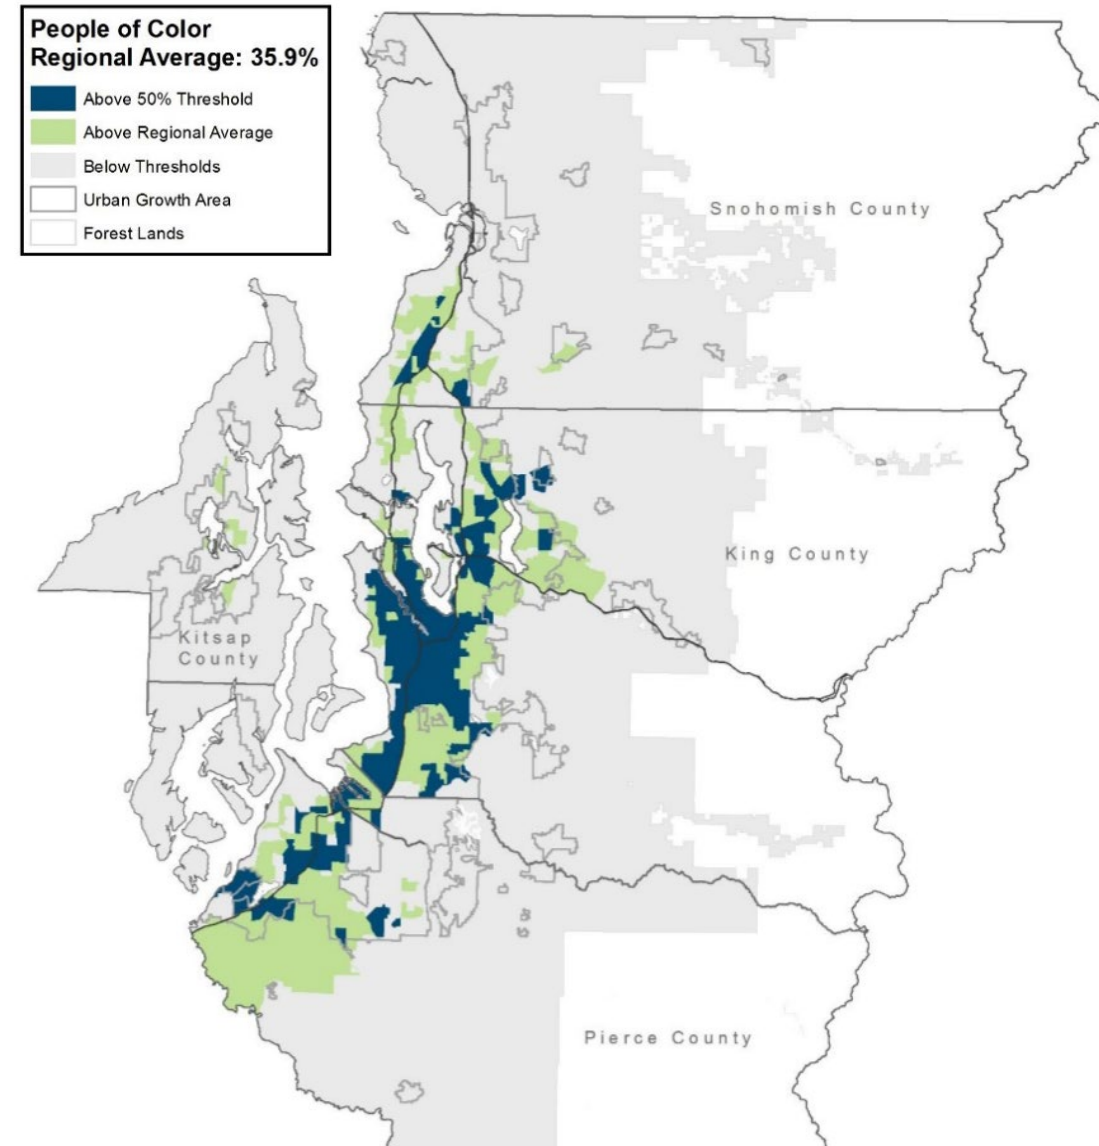 People of Color
Regional Average: 35.9%
Above 50% Threshold
Above Regional Average
Below Thresholds
Urban Growth Area
Forest Lands
Snohomish County
King County
Kitsap
County
Pierce County